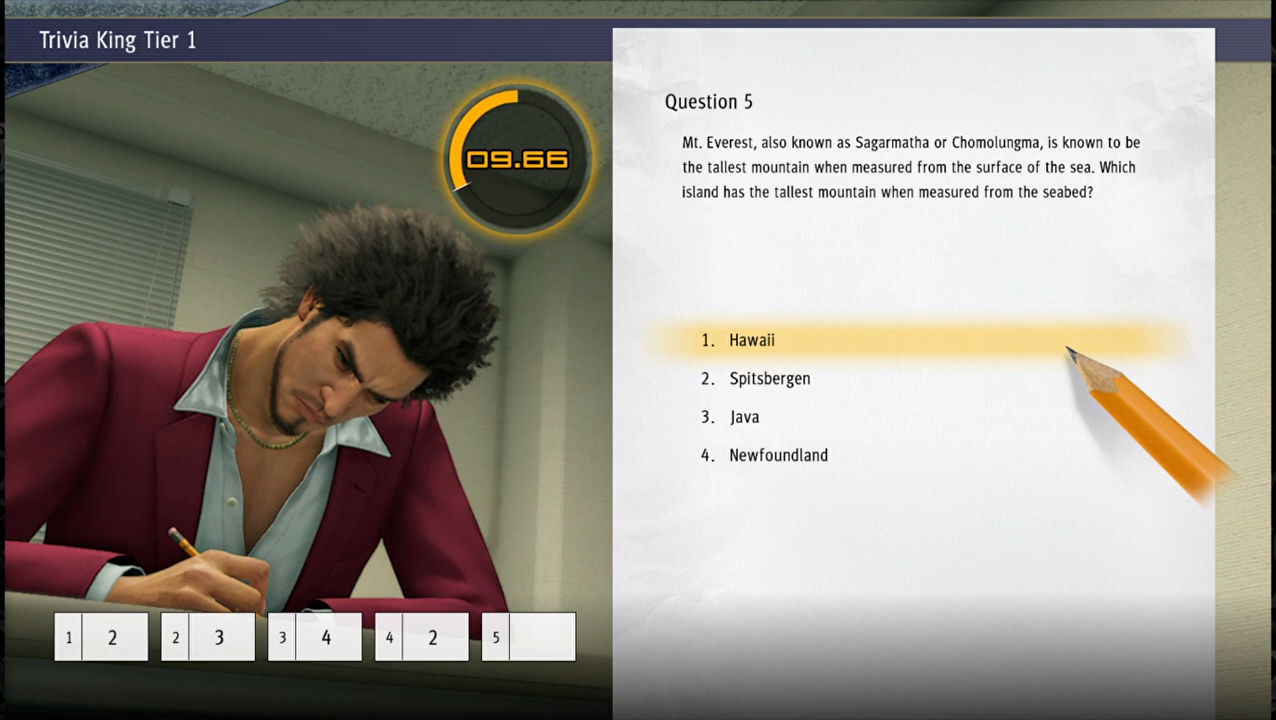 Trivia King Tier 1
09.66
Question 5
Mt. Everest, also known as Sagarmatha or Chomolungma, is known to be
the tallest mountain when measured from the surface of the sea. Which
island has the tallest mountain when measured from the seabed?
1. Hawaii
2. Spitsbergen
3. Java
4. Newfoundland
1 2 2 3 3 4 4 2 5